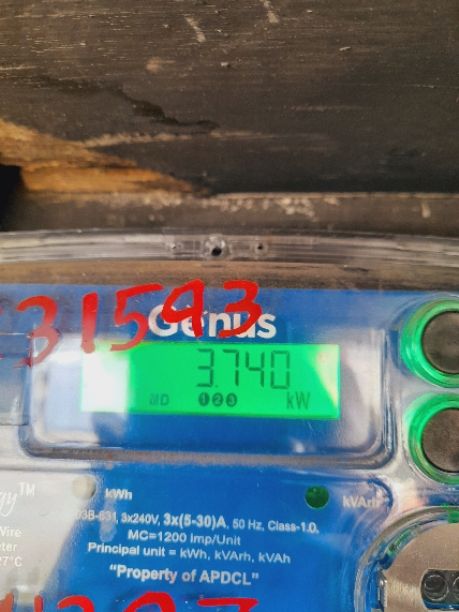 31593
Genus
3.740
MD 123 kW
kWh
kVArh
3x240V, 3x(5-30)A, 50 Hz, Class-1.0.
MC=1200 imp/Unit
Principal unit = kWh, kVArh, kVAh
"Property of APDCL"